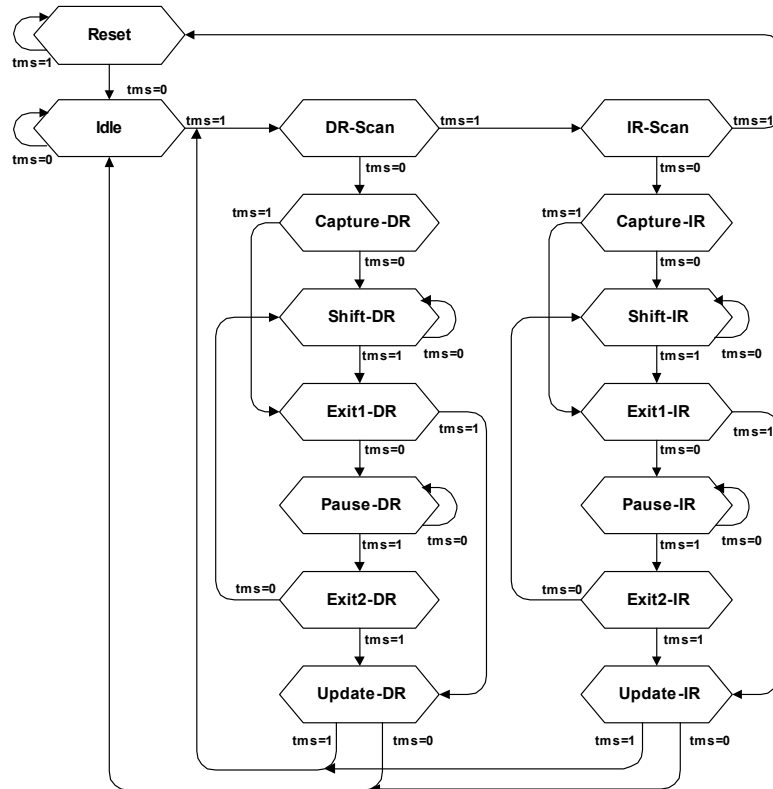 Reset
tms=1
tms=0
Idle
tms=1
DR-Scan
tms=1
IR-Scan
tms=1
tms=0
tms=0
tms=0
tms=1
Capture-DR
tms=1
Capture-IR
tms=0
tms=0
Shift-DR
Shift-IR
tms=1
tms=0
tms=1
tms=0
Exit1-DR
tms=1
Exit1-IR
tms=1
tms=0
tms=0
Pause-DR
Pause-IR
tms=1
tms=0
tms=1
tms=0
tms=0
Exit2-DR
tms=0
Exit2-IR
tms=1
tms=1
Update-DR
Update-IR
tms=1
tms=0
tms=1
tms=0